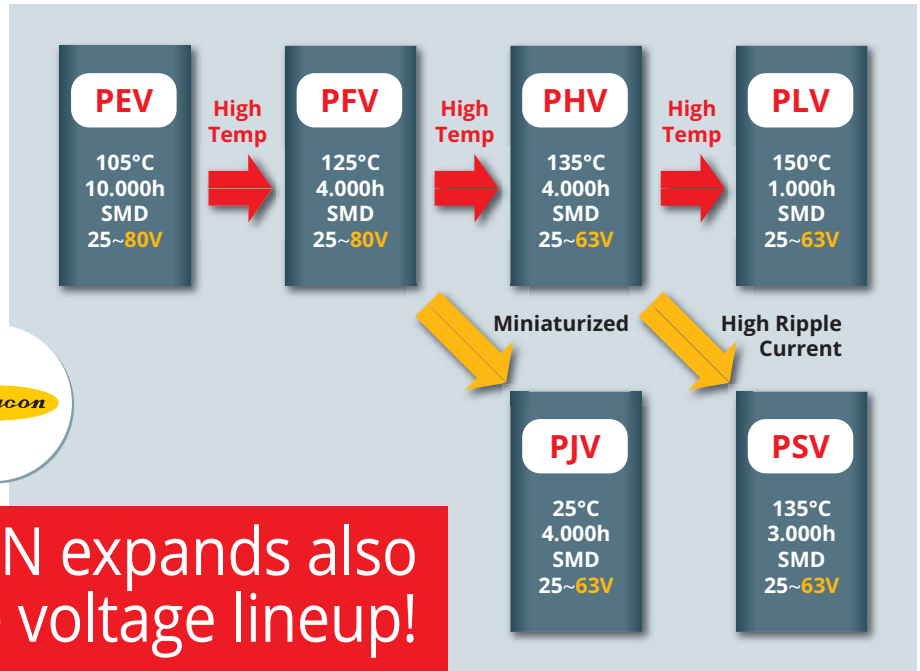 PEV
105°C
10.000h
SMD
25~80V
High
Temp
PFV
125°C
4.000h
SMD
25~80V
High
Temp
PHV
135°C
4.000h
SMD
25~63V
High
Temp
PLV
150°C
1.000h
SMD
25~63V
Miniaturized
High Ripple
Current
PJV
25°C
4.000h
SMD
25~63V
PSV
135°C
3.000h
SMD
25~63V
N expands also
voltage lineup!